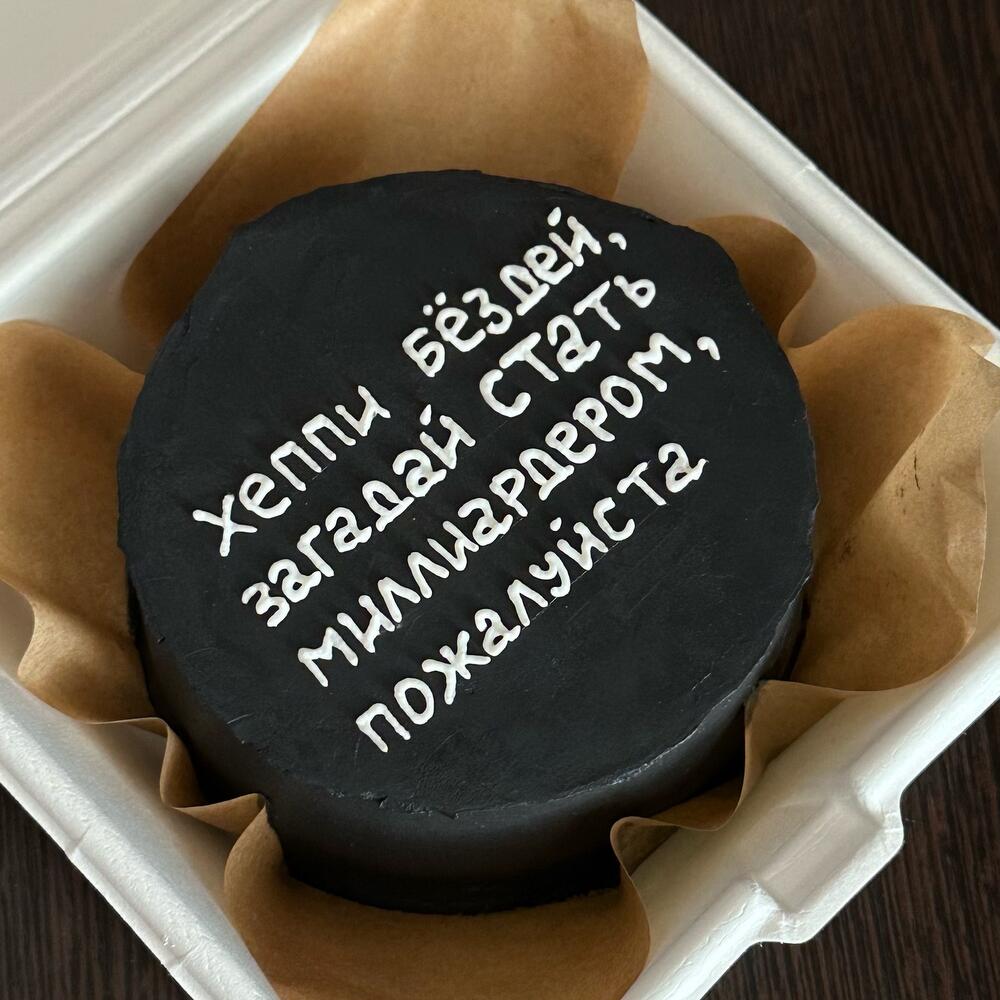 хеппи бёздей,
загадай стать
миллиардером,
пожалуйста